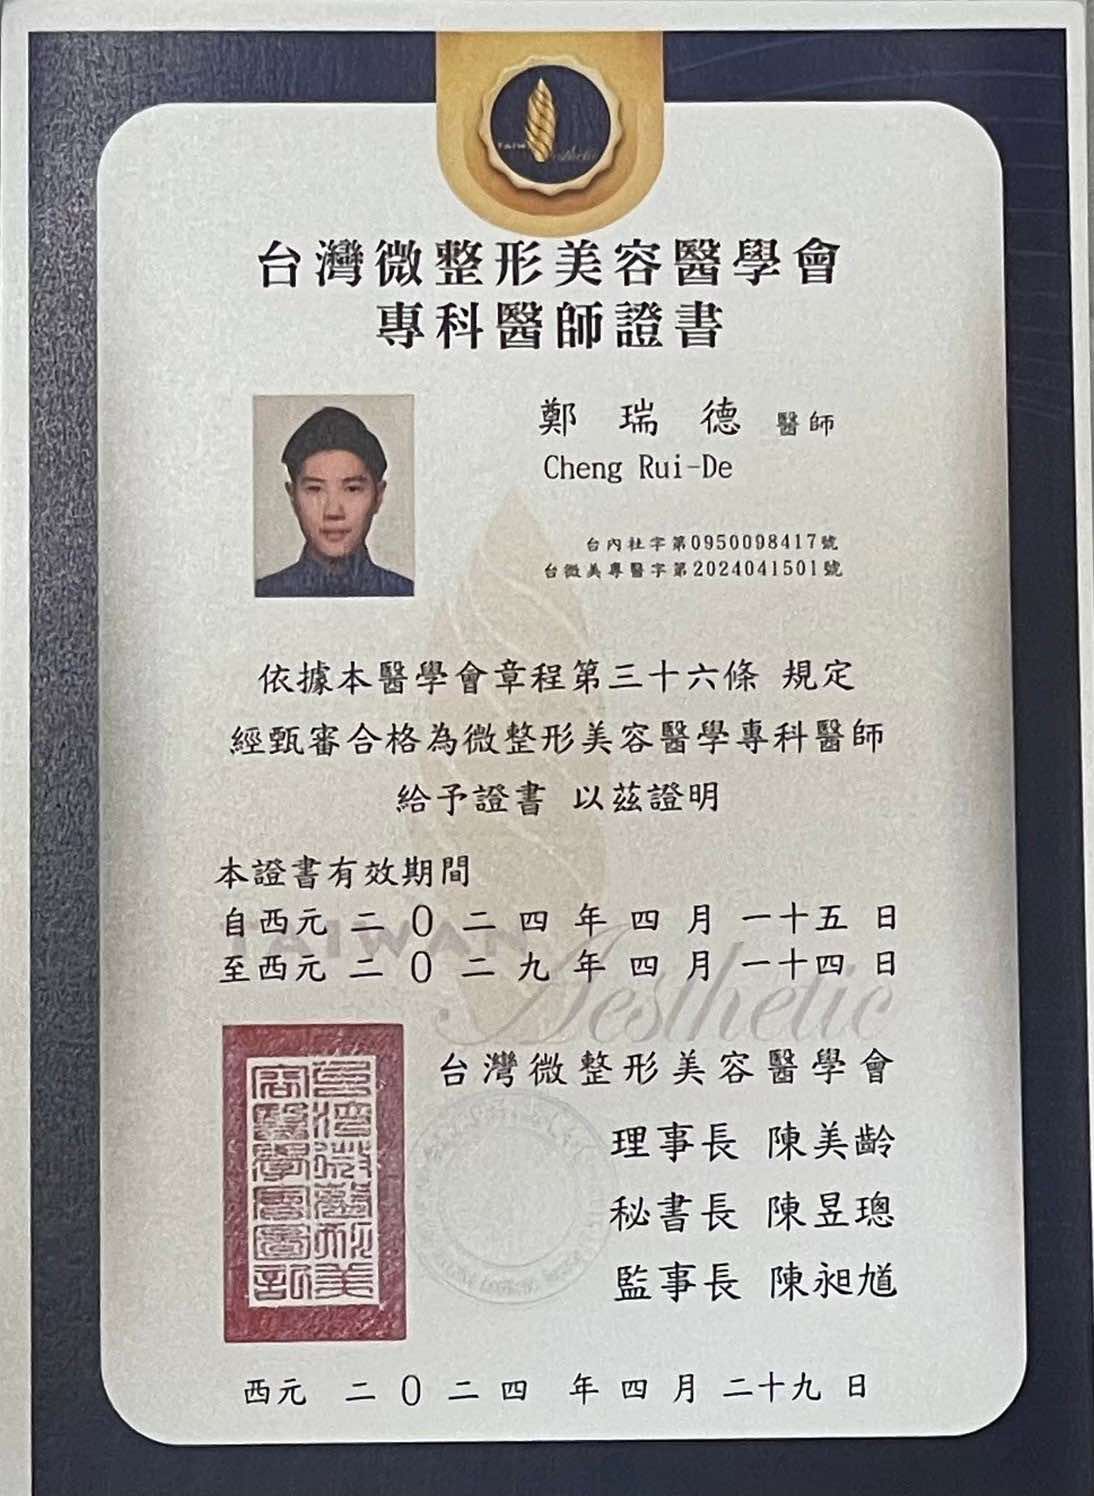 台灣微整形美容醫學會
專科醫師證書
鄭 瑞 德 醫師
Cheng Rui-De
台內社字第0950098417號
台微美專醫字第2024041501號
依據本醫學會章程第三十六條 規定
經甄審合格為微整形美容醫學專科醫師
給予證書 以茲證明
本證書有效期間
自西元 二 0 二 四 年 四 月 一十五 日
至西元 二 0 二 九 年 四 月 一十四 日
TAIWAN
Aesthetic
台灣微整形美容醫學會
理事長 陳美齡
秘書長 陳昱璁
監事長 陳昶馗
西元 二 0 二 四 年 四 月 二十九 日